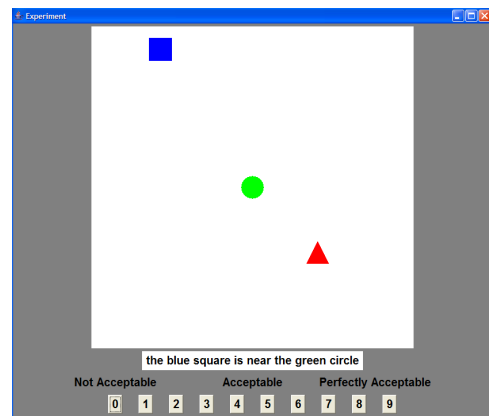 Experiment
the blue square is near the green circle
Not Acceptable Acceptable Perfectly Acceptable
0 1 2 3 4 5 6 7 8 9